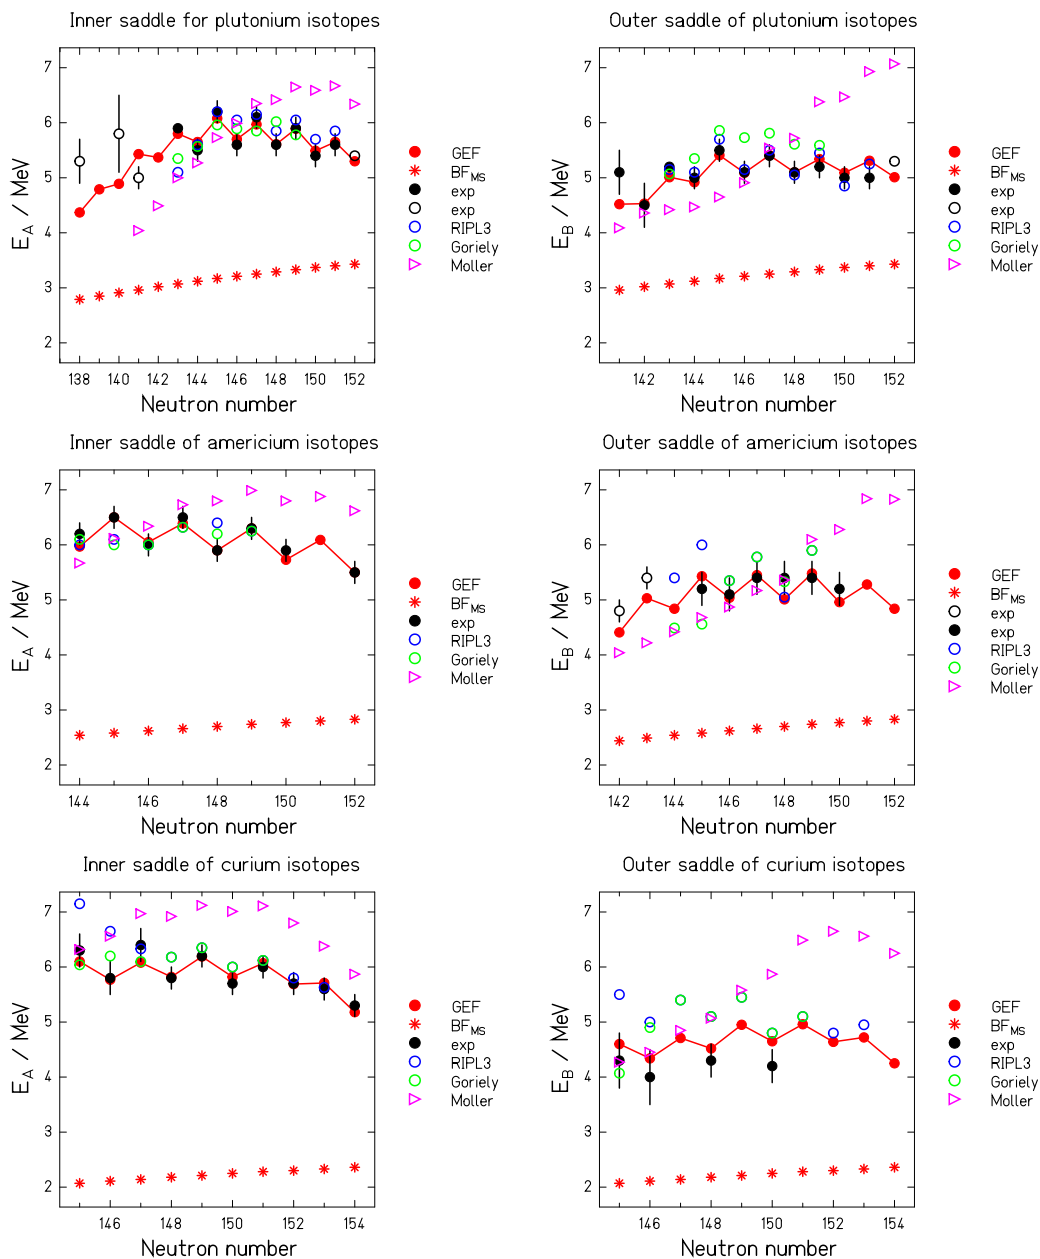 Inner saddle for plutonium isotopes
7
6
5
4
3
2
E_A / MeV
138 140 142 144 146 148 150 152
Neutron number
GEF
BF_MS
exp
exp
RIPL3
Goriely
Moller
Outer saddle of plutonium isotopes
7
6
5
4
3
2
E_B / MeV
142 144 146 148 150 152
Neutron number
GEF
BF_MS
exp
exp
RIPL3
Goriely
Moller
Inner saddle of americium isotopes
7
6
5
4
3
2
E_A / MeV
144 146 148 150 152
Neutron number
GEF
BF_MS
exp
RIPL3
Goriely
Moller
Outer saddle of americium isotopes
7
6
5
4
3
2
E_B / MeV
142 144 146 148 150 152
Neutron number
GEF
BF_MS
exp
exp
RIPL3
Goriely
Moller
Inner saddle of curium isotopes
7
6
5
4
3
2
E_A / MeV
146 148 150 152 154
Neutron number
GEF
BF_MS
exp
RIPL3
Goriely
Moller
Outer saddle of curium isotopes
7
6
5
4
3
2
E_B / MeV
146 148 150 152 154
Neutron number
GEF
BF_MS
exp
RIPL3
Goriely
Moller